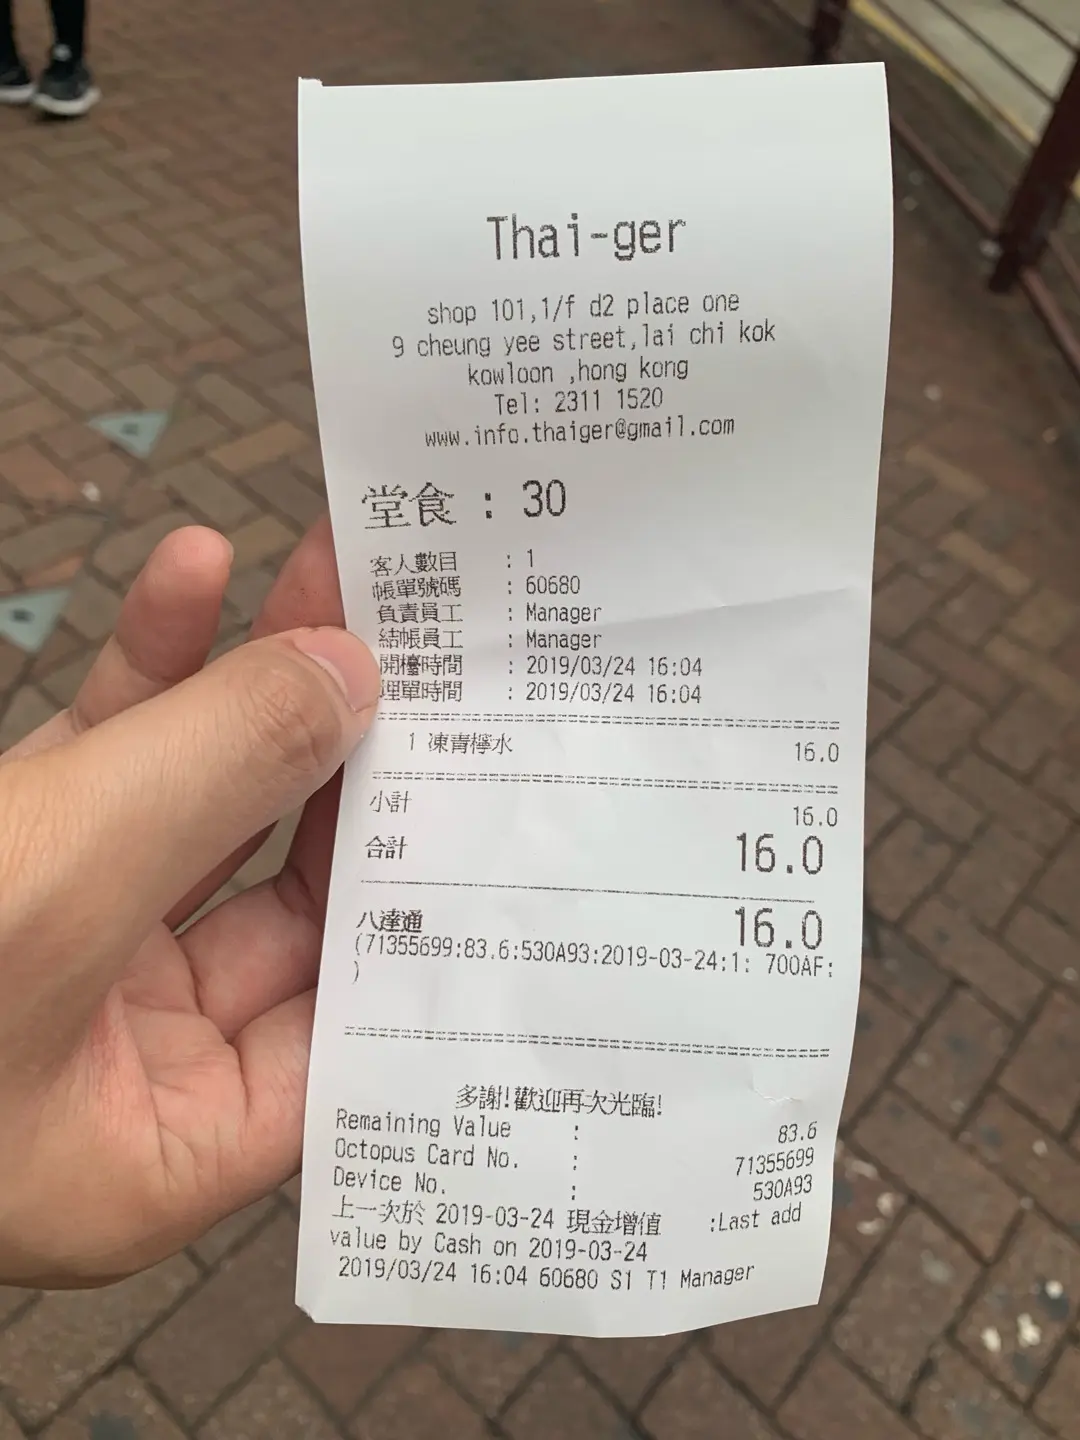 Thai-ger
shop 101,1/f d2 place one
9 cheung yee street,lai chi kok
kowloon ,hong kong
Tel: 2311 1520
www.info.thaiger@gmail.com
堂食 : 30
客人數目 : 1
帳單號碼 : 60680
負責員工 : Manager
結帳員工 : Manager
開檯時間 : 2019/03/24 16:04
埋單時間 : 2019/03/24 16:04
1 凍青檸水 16.0
小計 16.0
合計 16.0
八達通 16.0
(71355699:83.6:530A93:2019-03-24:1: 700AF:
)
多謝!歡迎再次光臨!
Remaining Value : 83.6
Octopus Card No. : 71355699
Device No. : 530A93
上一次於 2019-03-24 現金增值 :Last add
value by Cash on 2019-03-24
2019/03/24 16:04 60680 S1 T1 Manager